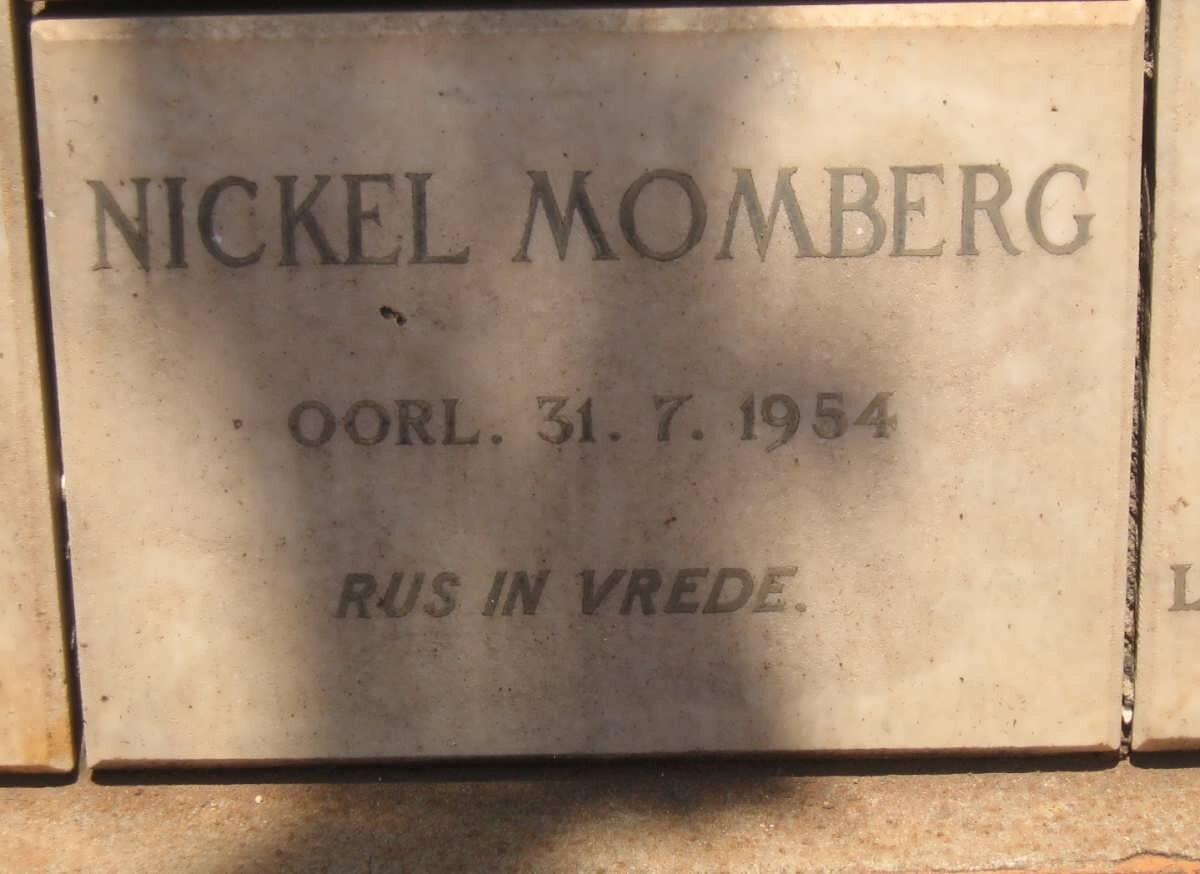 NICKEL MOMBERG
OORL. 31. 7. 1954
RUS IN VREDE.
L